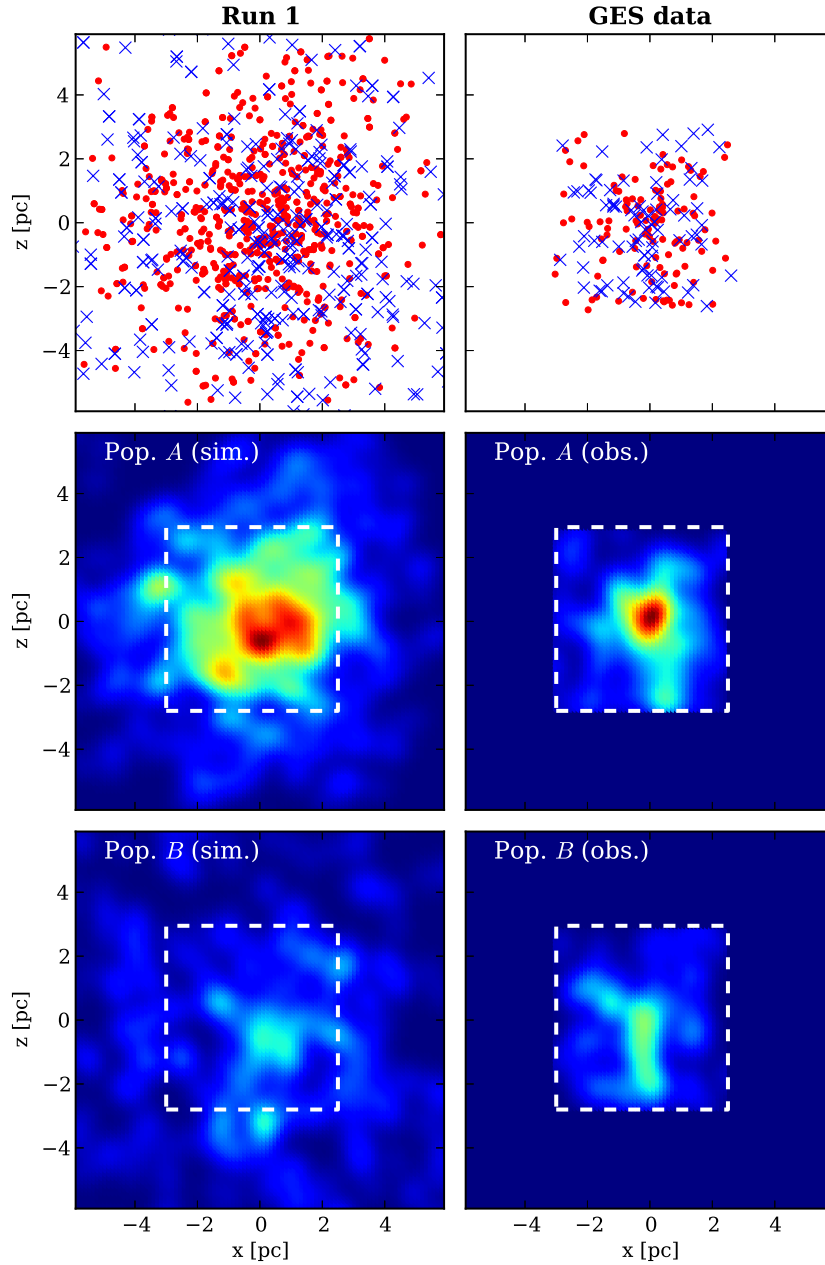 Run 1
GES data
4
2
0
−2
−4
z [pc]
Pop. A (sim.)
Pop. A (obs.)
4
2
0
−2
−4
z [pc]
Pop. B (sim.)
Pop. B (obs.)
4
2
0
−2
−4
z [pc]
−4 −2 0 2 4
−4 −2 0 2 4
x [pc]
x [pc]